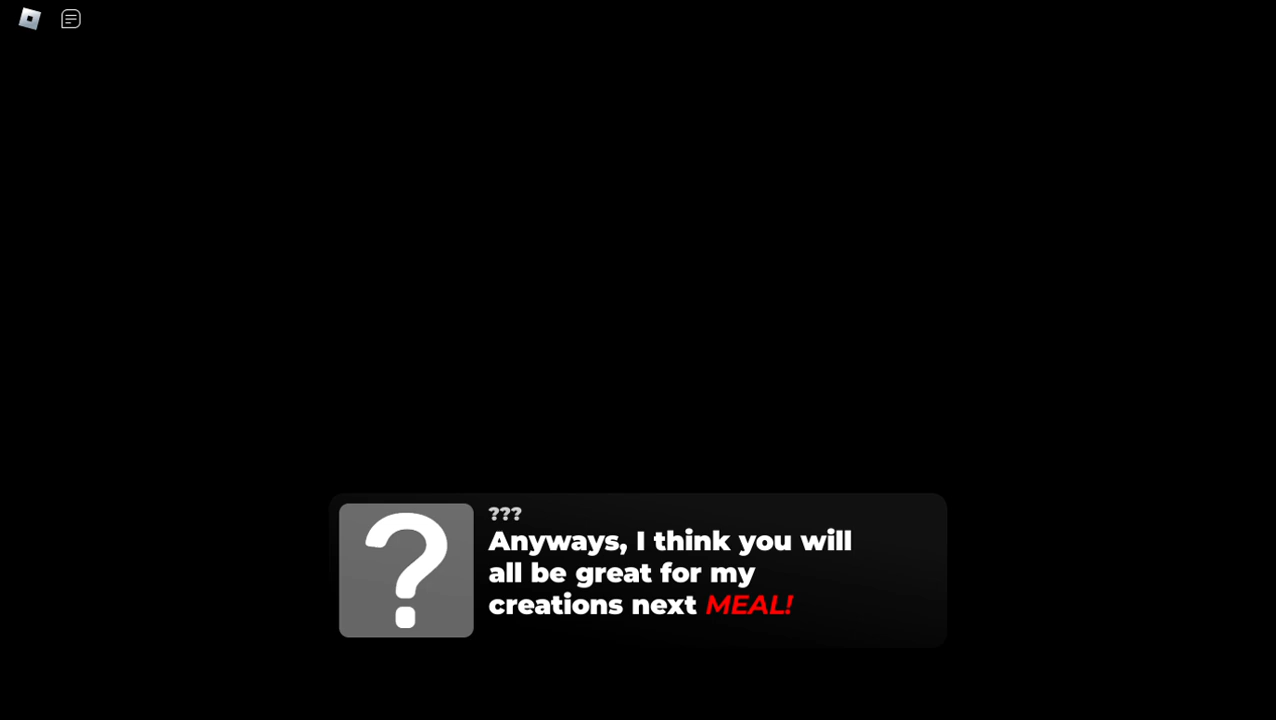 ?
???
Anyways, I think you will
all be great for my
creations next MEAL!